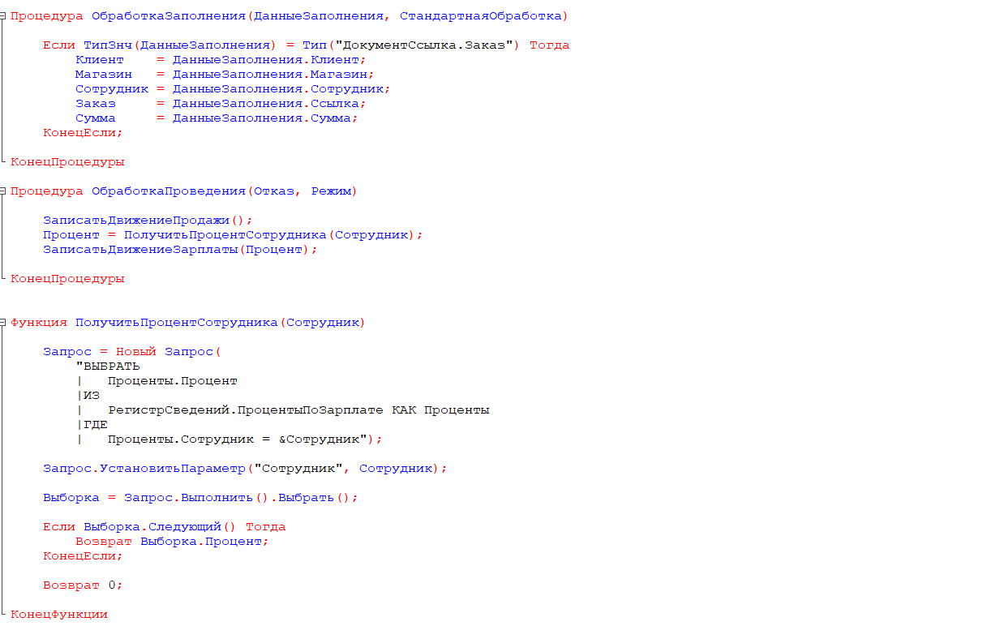 Процедура ОбработкаЗаполнения(ДанныеЗаполнения, СтандартнаяОбработка)
Если ТипЗнч(ДанныеЗаполнения) = Тип("ДокументСсылка.Заказ") Тогда
Клиент    = ДанныеЗаполнения.Клиент;
Магазин   = ДанныеЗаполнения.Магазин;
Сотрудник = ДанныеЗаполнения.Сотрудник;
Заказ     = ДанныеЗаполнения.Ссылка;
Сумма     = ДанныеЗаполнения.Сумма;
КонецЕсли;
КонецПроцедуры
Процедура ОбработкаПроведения(Отказ, Режим)
ЗаписатьДвижениеПродажи();
Процент = ПолучитьПроцентСотрудника(Сотрудник);
ЗаписатьДвижениеЗарплаты(Процент);
КонецПроцедуры
Функция ПолучитьПроцентСотрудника(Сотрудник)
Запрос = Новый Запрос(
"ВЫБРАТЬ
|   Проценты.Процент
|ИЗ
|   РегистрСведений.ПроцентыПоЗарплате КАК Проценты
|ГДЕ
|   Проценты.Сотрудник = &Сотрудник");
Запрос.УстановитьПараметр("Сотрудник", Сотрудник);
Выборка = Запрос.Выполнить().Выбрать();
Если Выборка.Следующий() Тогда
Возврат Выборка.Процент;
КонецЕсли;
Возврат 0;
КонецФункции